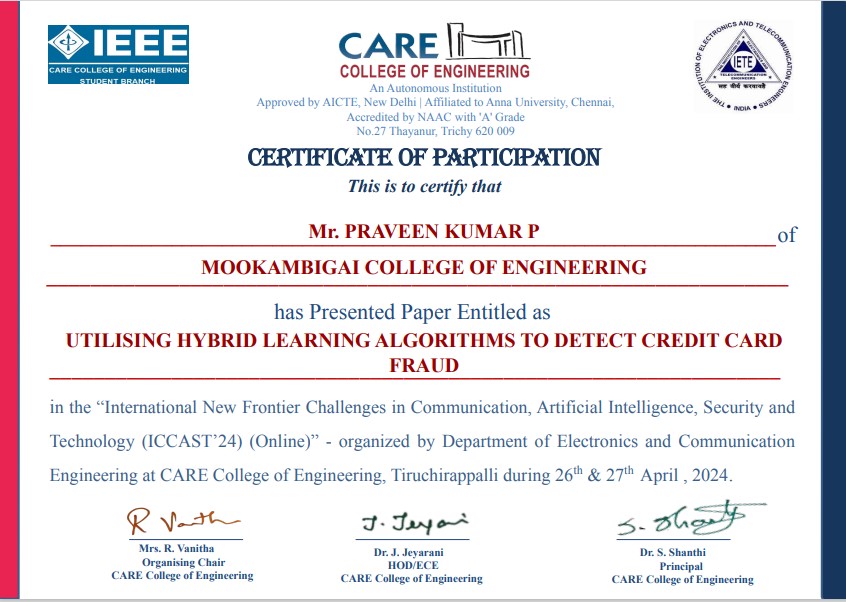 IEEE
CARE COLLEGE OF ENGINEERING
STUDENT BRANCH
CARE
COLLEGE OF ENGINEERING
An Autonomous Institution
Approved by AICTE, New Delhi | Affiliated to Anna University, Chennai,
Accredited by NAAC with 'A' Grade
No.27 Thayanur, Trichy 620 009
THE INSTITUTION OF ELECTRONICS AND TELECOMMUNICATION ENGINEERS
INDIA
IETE
CERTIFICATE OF PARTICIPATION
This is to certify that
Mr. PRAVEEN KUMAR P
of
MOOKAMBIGAI COLLEGE OF ENGINEERING
has Presented Paper Entitled as
UTILISING HYBRID LEARNING ALGORITHMS TO DETECT CREDIT CARD
FRAUD
in the “International New Frontier Challenges in Communication, Artificial Intelligence, Security and
Technology (ICCAST’24) (Online)” - organized by Department of Electronics and Communication
Engineering at CARE College of Engineering, Tiruchirappalli during 26th & 27th April , 2024.
R Vanith
J. Jeyarani
S. Shanthi
Mrs. R. Vanitha
Organising Chair
CARE College of Engineering
Dr. J. Jeyarani
HOD/ECE
CARE College of Engineering
Dr. S. Shanthi
Principal
CARE College of Engineering